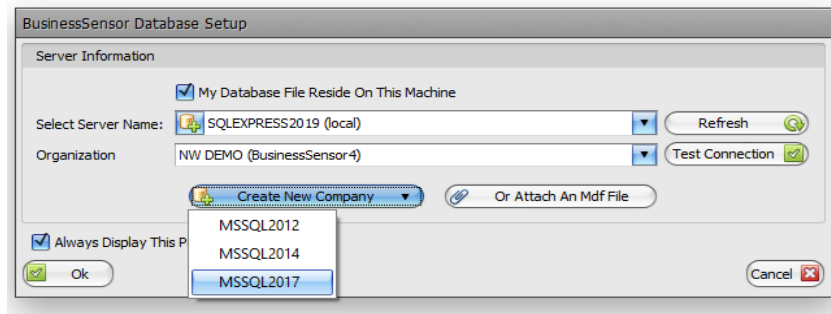 BusinessSensor Database Setup
Server Information
My Database File Reside On This Machine
Select Server Name: SQLEXPRESS2019 (local) Refresh
Organization NW DEMO (BusinessSensor4) Test Connection
Create New Company Or Attach An Mdf File
MSSQL2012
Always Display This P
MSSQL2014
Ok MSSQL2017 Cancel